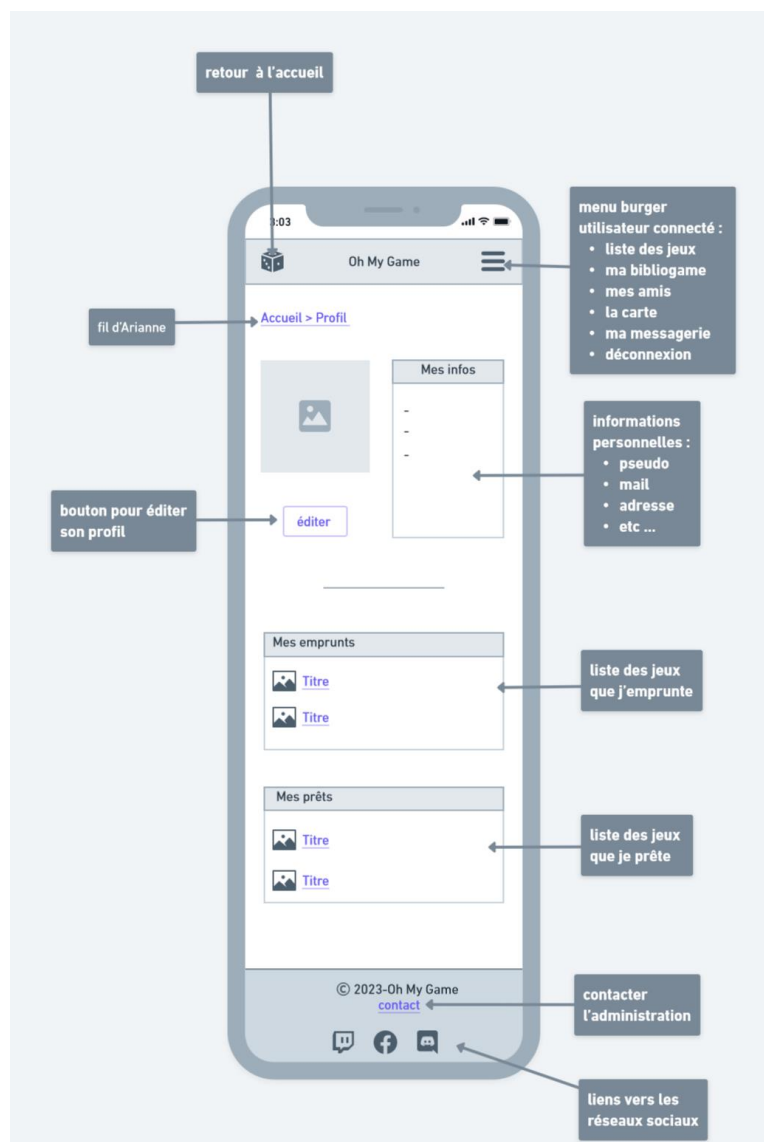 retour à l'accueil
menu burger
utilisateur connecté :
• liste des jeux
• ma bibliogame
• mes amis
• la carte
• ma messagerie
• déconnexion
3:03
Oh My Game
fil d'Arianne
Accueil > Profil
Mes infos
-
-
-
informations
personnelles :
• pseudo
• mail
• adresse
• etc ...
bouton pour éditer
son profil
éditer
Mes emprunts
Titre
Titre
liste des jeux
que j'emprunte
Mes prêts
Titre
Titre
liste des jeux
que je prête
© 2023-Oh My Game
contact
contacter
l'administration
liens vers les
réseaux sociaux